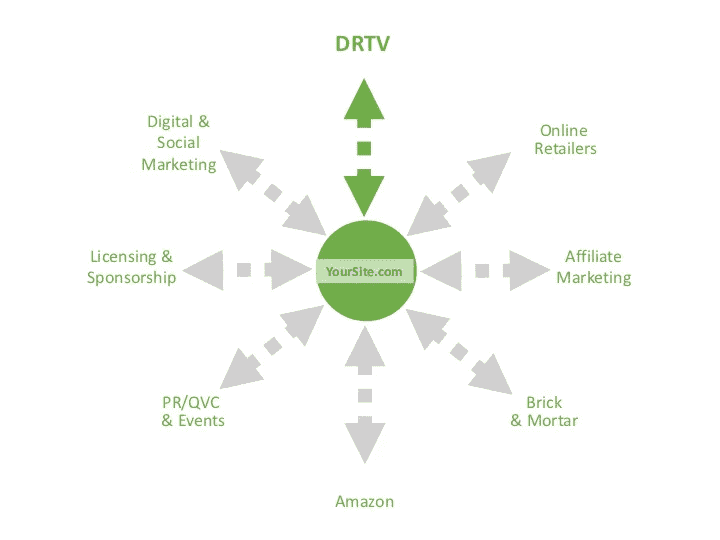 DRTV
Digital &
Social
Marketing
Online
Retailers
Licensing &
Sponsorship
YourSite.com
Affiliate
Marketing
PR/QVC
& Events
Brick
& Mortar
Amazon